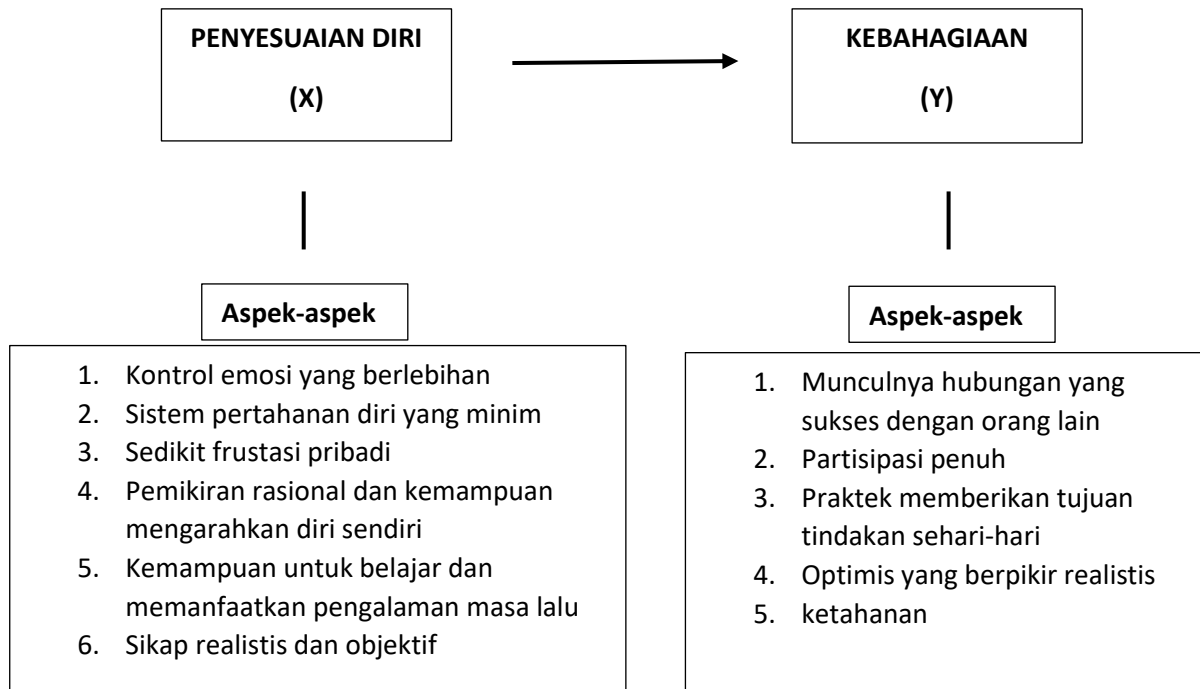 PENYESUAIAN DIRI
(X)
KEBAHAGIAAN
(Y)
Aspek-aspek
1. Kontrol emosi yang berlebihan
2. Sistem pertahanan diri yang minim
3. Sedikit frustasi pribadi
4. Pemikiran rasional dan kemampuan
mengarahkan diri sendiri
5. Kemampuan untuk belajar dan
memanfaatkan pengalaman masa lalu
6. Sikap realistis dan objektif
Aspek-aspek
1. Munculnya hubungan yang
sukses dengan orang lain
2. Partisipasi penuh
3. Praktek memberikan tujuan
tindakan sehari-hari
4. Optimis yang berpikir realistis
5. ketahanan